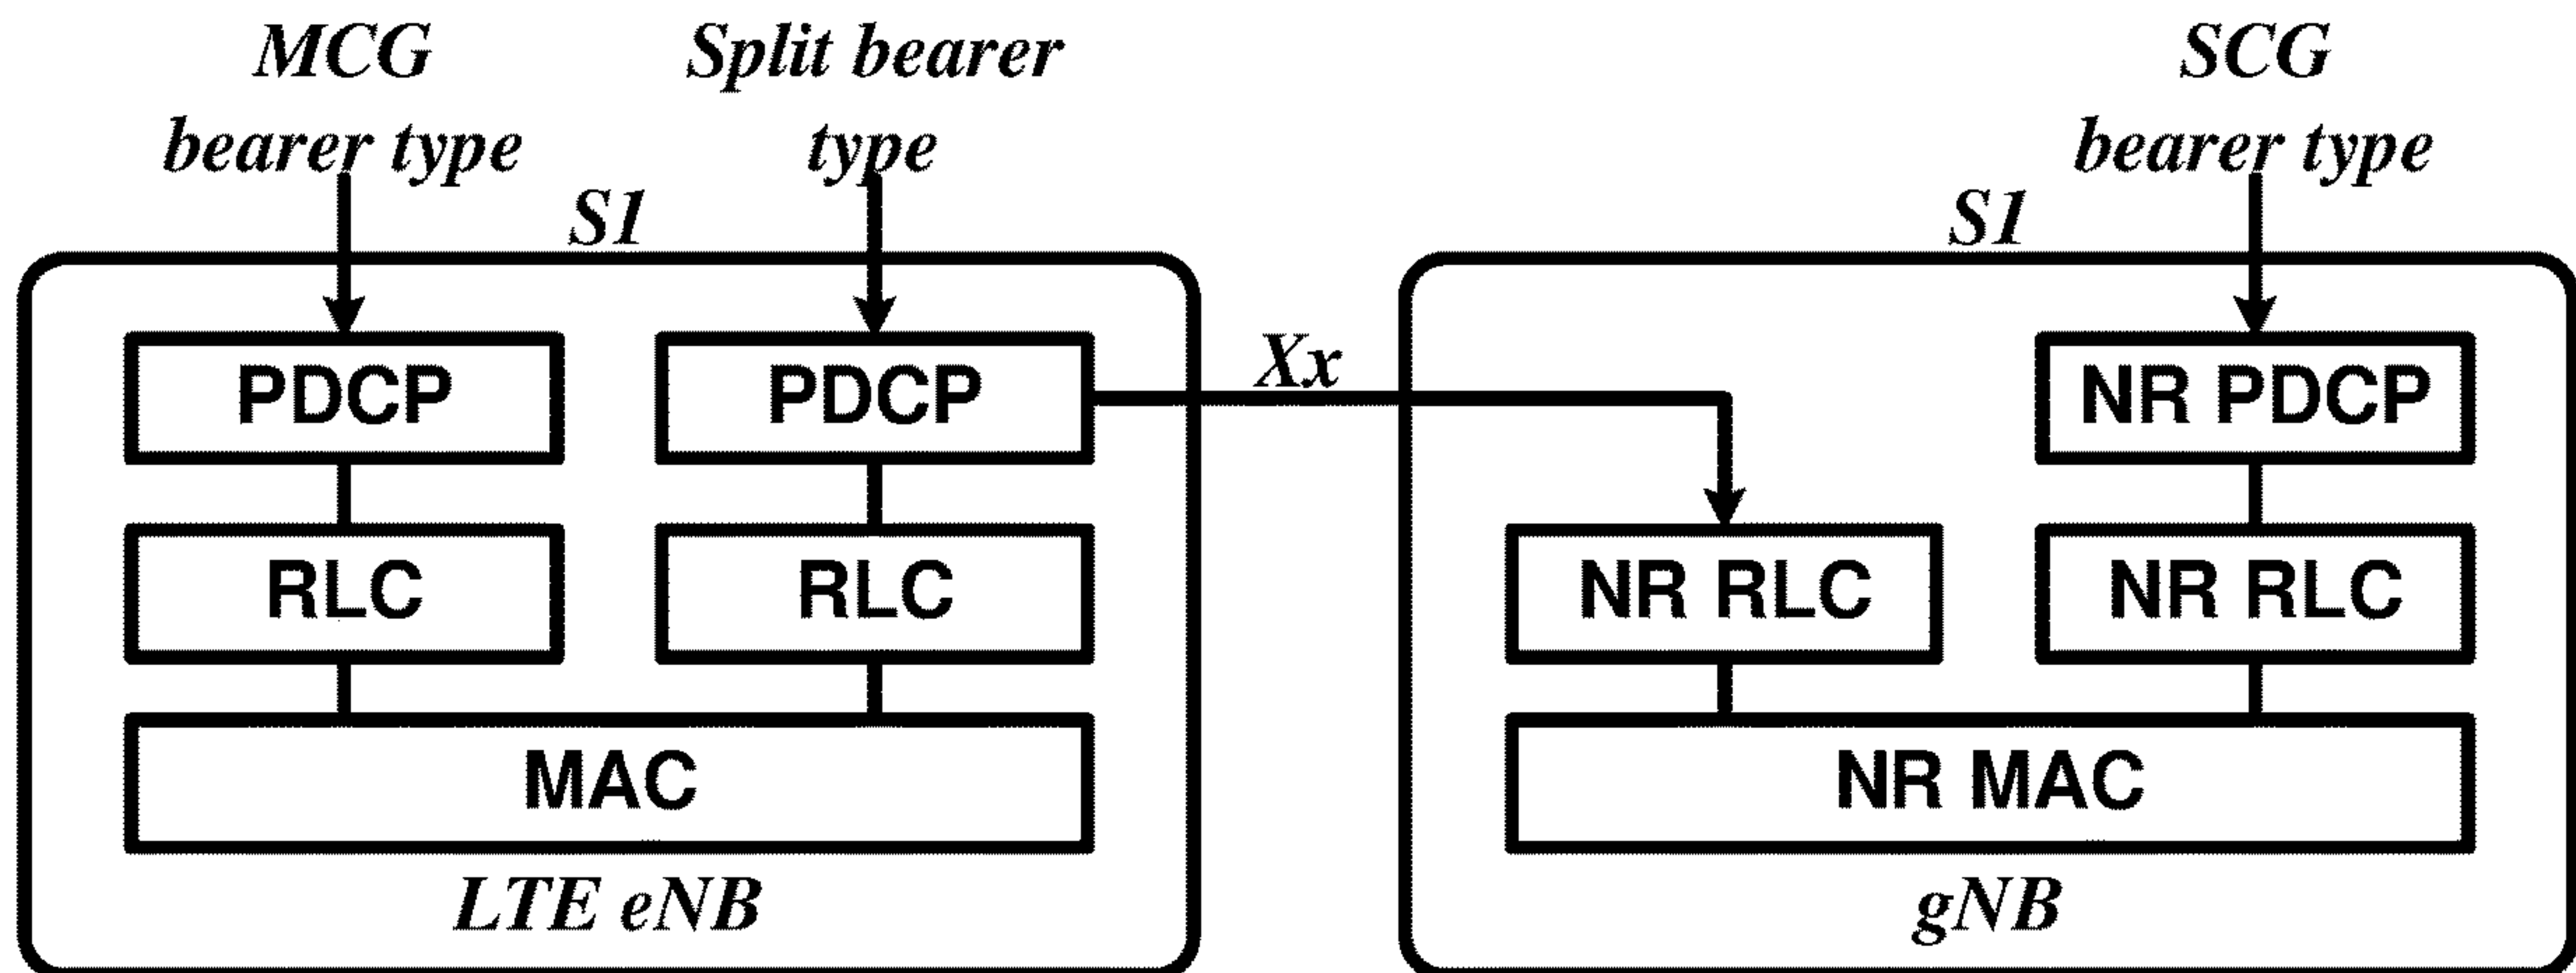 MCG
bearer type
Split bearer
type
SCG
bearer type
S1
S1
Xx
PDCP
PDCP
NR PDCP
RLC
RLC
NR RLC
NR RLC
MAC
NR MAC
LTE eNB
gNB